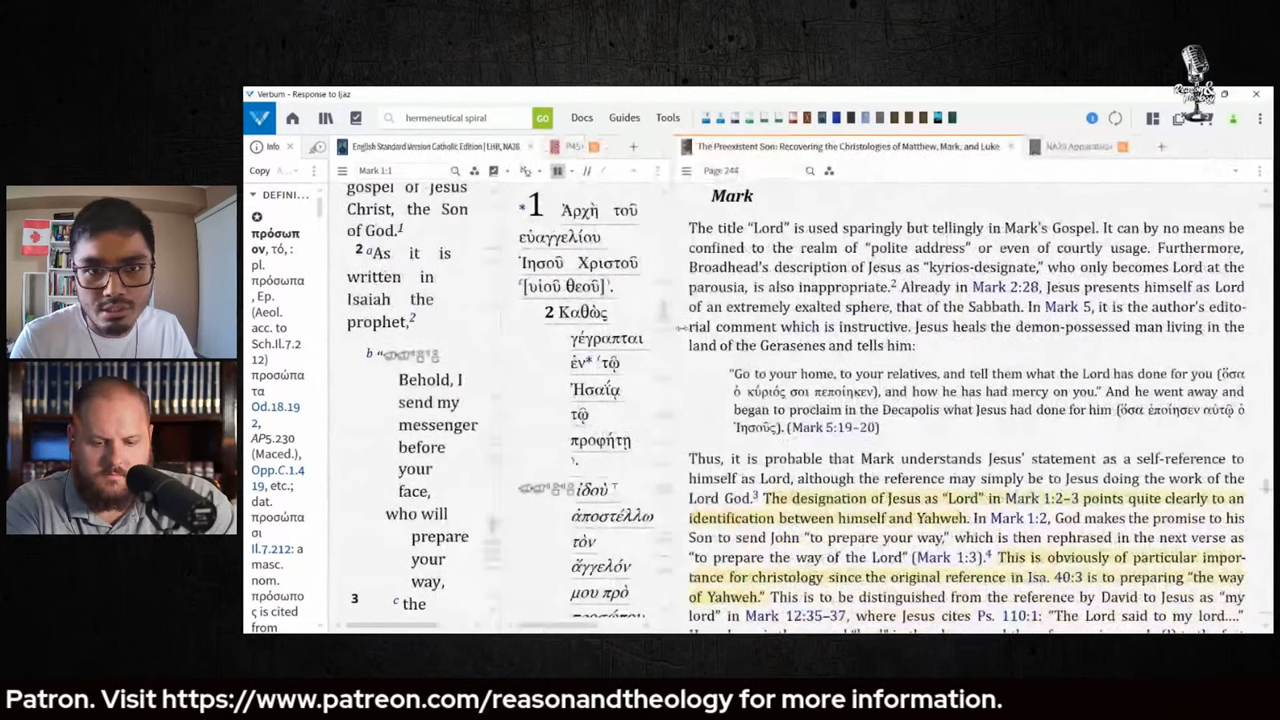 Verbum - Response to Ijaz
hermeneutical spiral
GO
Docs
Guides
Tools
Info
English Standard Version Catholic Edition
The Preexistent Son: Recovering the Christologies of Matthew, Mark, and Luke
Copy
Mark 1:1
Page 244
DEFINI...
πρόσωπ
ον, τό, :
pl.
πρόσωπα
, Ep.
(Aeol.
acc. to
Sch.Il.7.2
12)
προσώπα
τα
Od.18.19
2,
AP5.230
(Maced.),
Opp.C.1.4
19, etc.;
dat.
προσώπα
σι
Il.7.212: a
masc.
nom.
πρόσωπο
ς is cited
from
gospel of Jesus
Christ, the Son
of God.1
2 aAs it is
written in
Isaiah the
prophet,2
b “
Behold, I
send my
messenger
before
your
face,
who will
prepare
your
way,
3 c the
*1 Ἀρχὴ τοῦ
εὐαγγελίου
Ἰησοῦ Χριστοῦ
⸂[υἱοῦ θεοῦ]⸃.
2 Καθὼς
γέγραπται
ἐν* τῷ
Ἠσαΐᾳ
τῷ
προφήτῃ
ἰδοὺ
ἀποστέλλω
τὸν
ἄγγελόν
μου πρὸ
Mark
The title “Lord” is used sparingly but tellingly in Mark’s Gospel. It can by no means be
confined to the realm of “polite address” or even of courtly usage. Furthermore,
Broadhead’s description of Jesus as “kyrios-designate,” who only becomes Lord at the
parousia, is also inappropriate.2 Already in Mark 2:28, Jesus presents himself as Lord
of an extremely exalted sphere, that of the Sabbath. In Mark 5, it is the author’s edito-
rial comment which is instructive. Jesus heals the demon-possessed man living in the
land of the Gerasenes and tells him:
“Go to your home, to your relatives, and tell them what the Lord has done for you (ὅσα
ὁ κύριός σοι πεποίηκεν), and how he has had mercy on you.” And he went away and
began to proclaim in the Decapolis what Jesus had done for him (ὅσα ἐποίησεν αὐτῷ ὁ
Ἰησοῦς). (Mark 5:19–20)
Thus, it is probable that Mark understands Jesus’ statement as a self-reference to
himself as Lord, although the reference may simply be to Jesus doing the work of the
Lord God.3 The designation of Jesus as “Lord” in Mark 1:2–3 points quite clearly to an
identification between himself and Yahweh. In Mark 1:2, God makes the promise to his
Son to send John “to prepare your way,” which is then rephrased in the next verse as
“to prepare the way of the Lord” (Mark 1:3).4 This is obviously of particular impor-
tance for christology since the original reference in Isa. 40:3 is to preparing “the way
of Yahweh.” This is to be distinguished from the reference by David to Jesus as “my
lord” in Mark 12:35–37, where Jesus cites Ps. 110:1: “The Lord said to my lord....”
Patron. Visit https://www.patreon.com/reasonandtheology for more information.